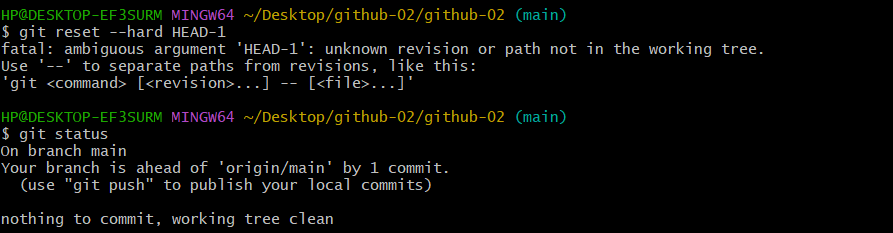 HP@DESKTOP-EF3SURM MINGW64 ~/Desktop/github-02/github-02 (main)
$ git reset --hard HEAD-1
fatal: ambiguous argument 'HEAD-1': unknown revision or path not in the working tree.
Use '--' to separate paths from revisions, like this:
'git <command> [<revision>...] -- [<file>...]'
HP@DESKTOP-EF3SURM MINGW64 ~/Desktop/github-02/github-02 (main)
$ git status
On branch main
Your branch is ahead of 'origin/main' by 1 commit.
  (use "git push" to publish your local commits)
nothing to commit, working tree clean